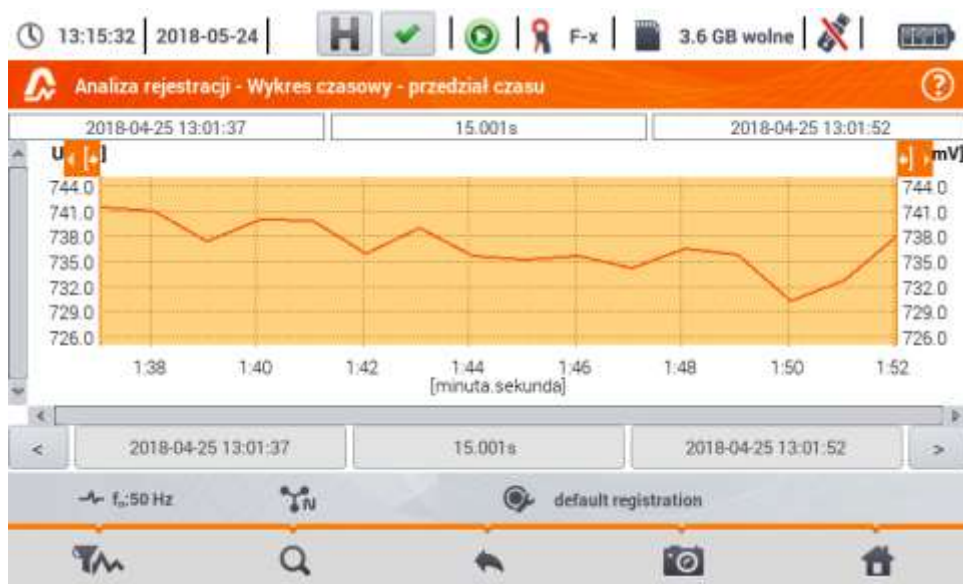 13:15:32 2018-05-24 H F-x 3.6 GB wolne
Analiza rejestracji - Wykres czasowy - przedział czasu ?
2018-04-25 13:01:37 15.001s 2018-04-25 13:01:52
U ] mV]
744.0 744.0
741.0 741.0
738.0 738.0
735.0 735.0
732.0 732.0
729.0 729.0
726.0 726.0
1:38 1:40 1:42 1:44 1:46 1:48 1:50 1:52
[minuta.sekunda]
< 2018-04-25 13:01:37 15.001s 2018-04-25 13:01:52 >
fₙ:50 Hz N default registration